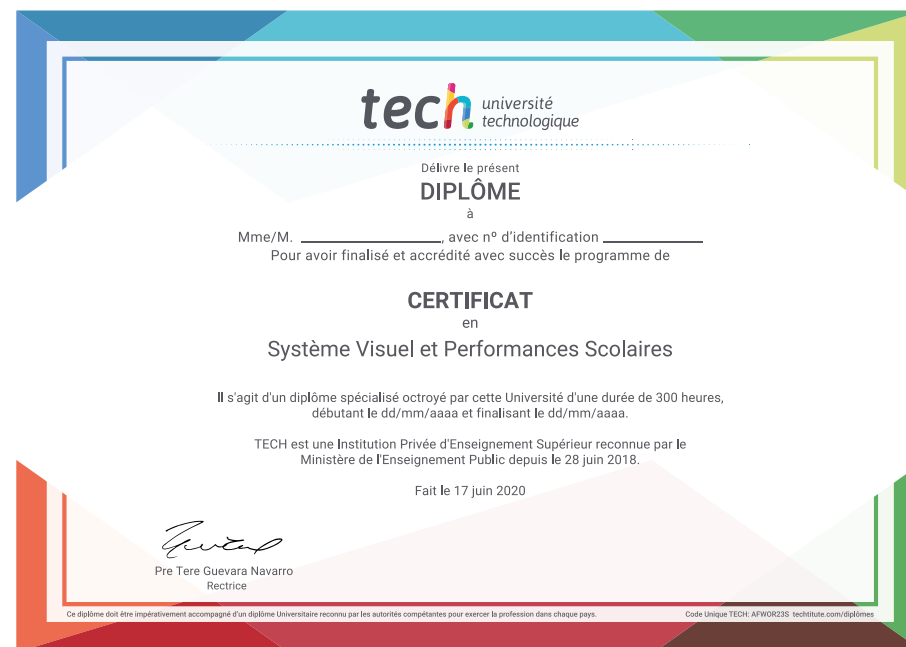 tech université
technologique
Délivre le présent
DIPLÔME
à
Mme/M. ____________________, avec nº d'identification ______________
Pour avoir finalisé et accrédité avec succès le programme de
CERTIFICAT
en
Système Visuel et Performances Scolaires
Il s'agit d'un diplôme spécialisé octroyé par cette Université d'une durée de 300 heures,
débutant le dd/mm/aaaa et finalisant le dd/mm/aaaa.
TECH est une Institution Privée d'Enseignement Supérieur reconnue par le
Ministère de l'Enseignement Public depuis le 28 juin 2018.
Fait le 17 juin 2020
Pre Tere Guevara Navarro
Rectrice
Ce diplôme doit être impérativement accompagné d'un diplôme Universitaire reconnu par les autorités compétantes pour exercer la profession dans chaque pays. Code Unique TECH: AFWOR23S techtitute.com/diplômes